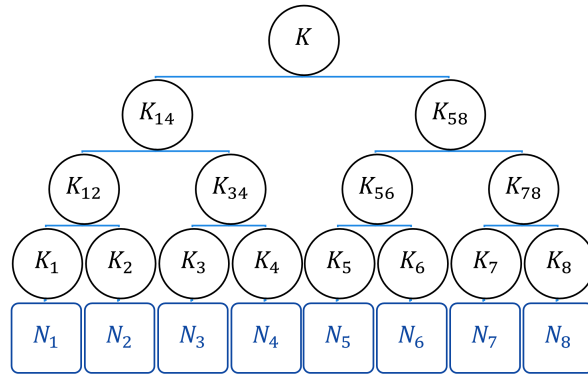 K
K₁₄ K₅₈
K₁₂ K₃₄ K₅₆ K₇₈
K₁ K₂ K₃ K₄ K₅ K₆ K₇ K₈
N₁ N₂ N₃ N₄ N₅ N₆ N₇ N₈